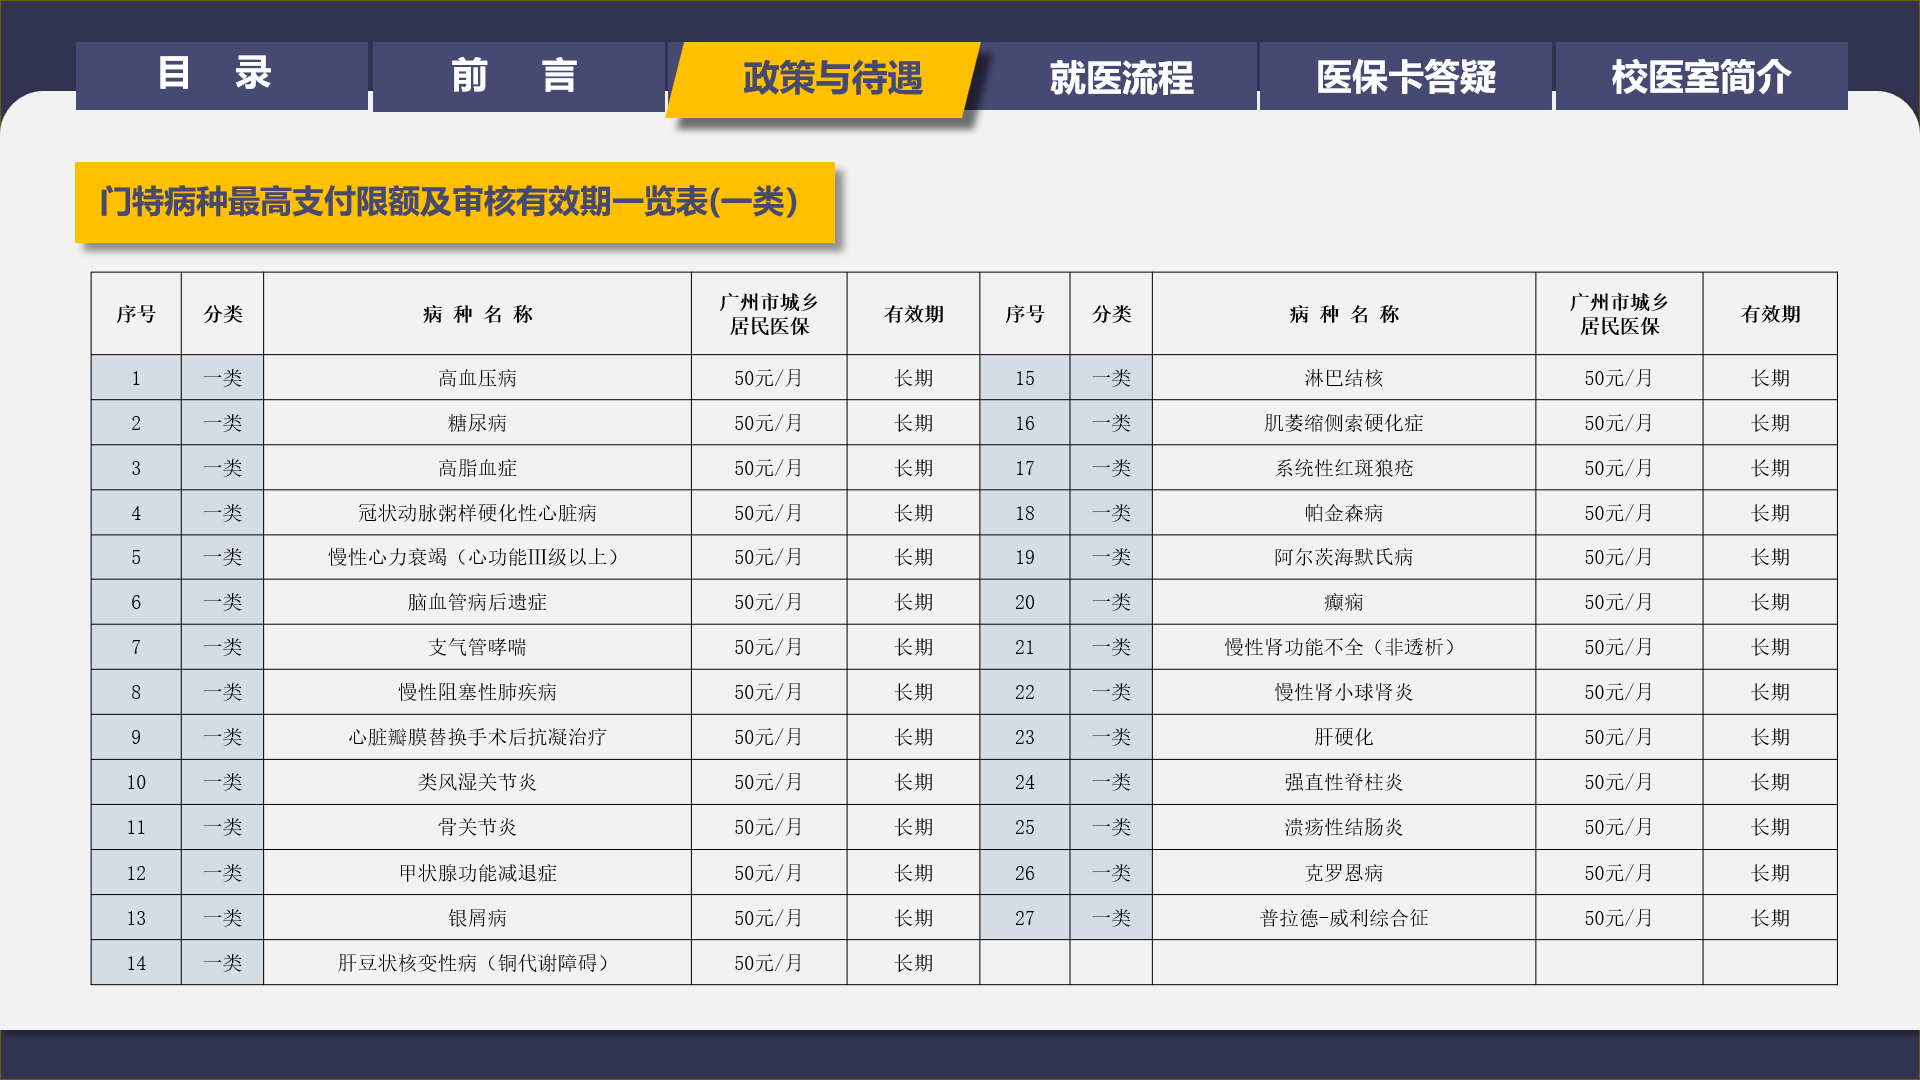 目 录 前 言 政策与待遇 就医流程 医保卡答疑 校医室简介
门特病种最高支付限额及审核有效期一览表(一类)
序号 分类 病 种 名 称 广州市城乡居民医保 有效期 序号 分类 病 种 名 称 广州市城乡居民医保 有效期
1 一类 高血压病 50元/月 长期 15 一类 淋巴结核 50元/月 长期
2 一类 糖尿病 50元/月 长期 16 一类 肌萎缩侧索硬化症 50元/月 长期
3 一类 高脂血症 50元/月 长期 17 一类 系统性红斑狼疮 50元/月 长期
4 一类 冠状动脉粥样硬化性心脏病 50元/月 长期 18 一类 帕金森病 50元/月 长期
5 一类 慢性心力衰竭（心功能Ⅲ级以上） 50元/月 长期 19 一类 阿尔茨海默氏病 50元/月 长期
6 一类 脑血管病后遗症 50元/月 长期 20 一类 癫痫 50元/月 长期
7 一类 支气管哮喘 50元/月 长期 21 一类 慢性肾功能不全（非透析） 50元/月 长期
8 一类 慢性阻塞性肺疾病 50元/月 长期 22 一类 慢性肾小球肾炎 50元/月 长期
9 一类 心脏瓣膜替换手术后抗凝治疗 50元/月 长期 23 一类 肝硬化 50元/月 长期
10 一类 类风湿关节炎 50元/月 长期 24 一类 强直性脊柱炎 50元/月 长期
11 一类 骨关节炎 50元/月 长期 25 一类 溃疡性结肠炎 50元/月 长期
12 一类 甲状腺功能减退症 50元/月 长期 26 一类 克罗恩病 50元/月 长期
13 一类 银屑病 50元/月 长期 27 一类 普拉德-威利综合征 50元/月 长期
14 一类 肝豆状核变性病（铜代谢障碍） 50元/月 长期